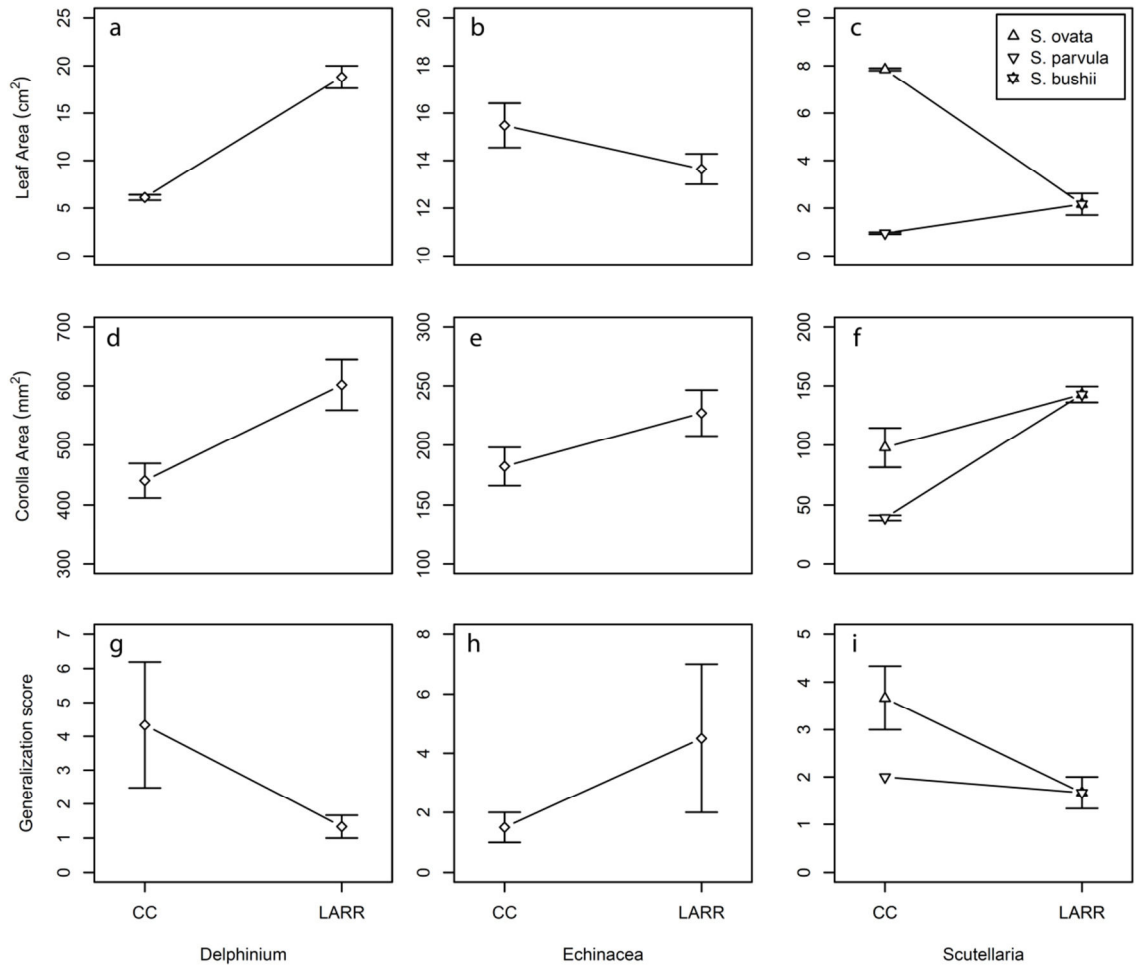 a
b
c
S. ovata
S. parvula
S. bushii
Leaf Area (cm²)
0 5 10 15 20 25
10 12 14 16 18 20
0 2 4 6 8 10
d
e
f
Corolla Area (mm²)
300 400 500 600 700
100 150 200 250 300
0 50 100 150 200
g
h
i
Generalization score
0 1 2 3 4 5 6 7
0 2 4 6 8
0 1 2 3 4 5
CC LARR
CC LARR
CC LARR
Delphinium
Echinacea
Scutellaria